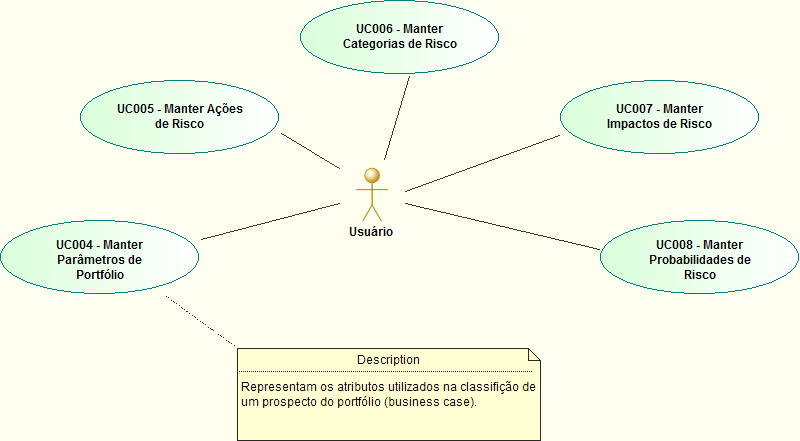 UC006 - Manter
Categorias de Risco
UC005 - Manter Ações
de Risco
UC007 - Manter
Impactos de Risco
Usuário
UC004 - Manter
Parâmetros de
Portfólio
UC008 - Manter
Probabilidades de
Risco
Description
Representam os atributos utilizados na classifição de
um prospecto do portfólio (business case).